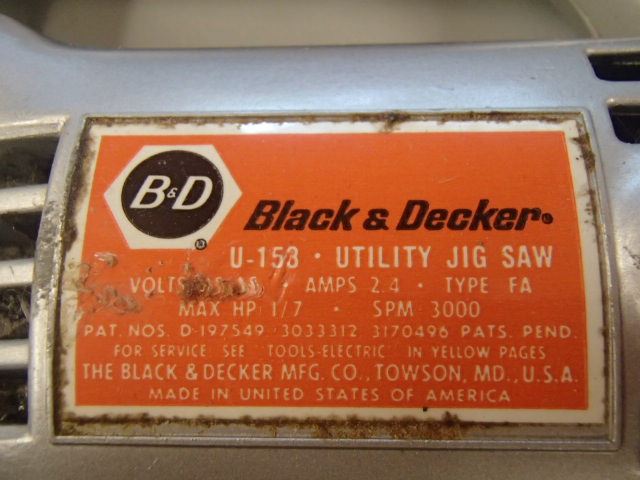 B&D
Black & Decker®
U-153 · UTILITY JIG SAW
VOLTS AMPS 2.4 · TYPE FA
MAX HP 1/7 · SPM 3000
PAT. NOS. D-197549 3033312 3170496 PATS. PEND.
FOR SERVICE SEE "TOOLS-ELECTRIC" IN YELLOW PAGES
THE BLACK & DECKER MFG. CO., TOWSON, MD., U.S.A.
MADE IN UNITED STATES OF AMERICA